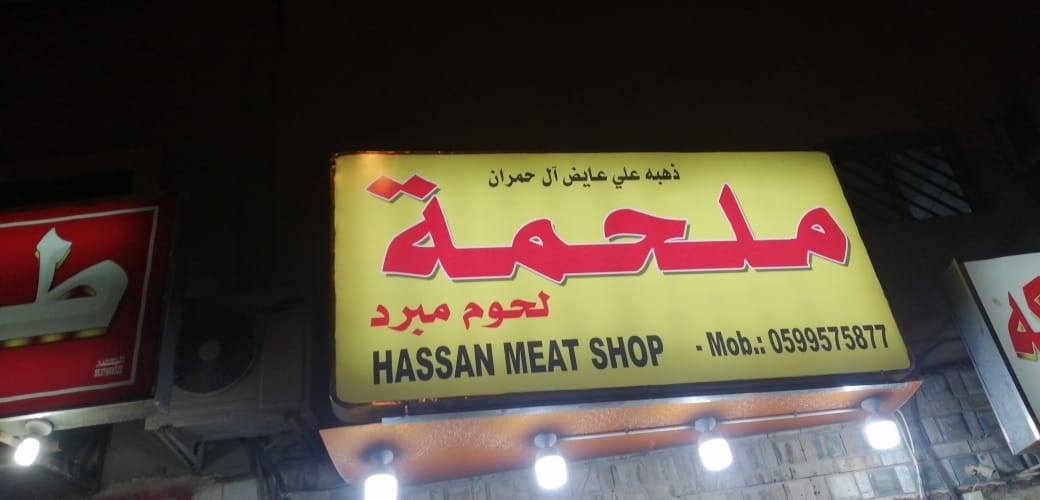 ذهبه علي عايض آل حمران
ملحمة
لحوم مبرد
HASSAN MEAT SHOP - Mob.: 0599575877